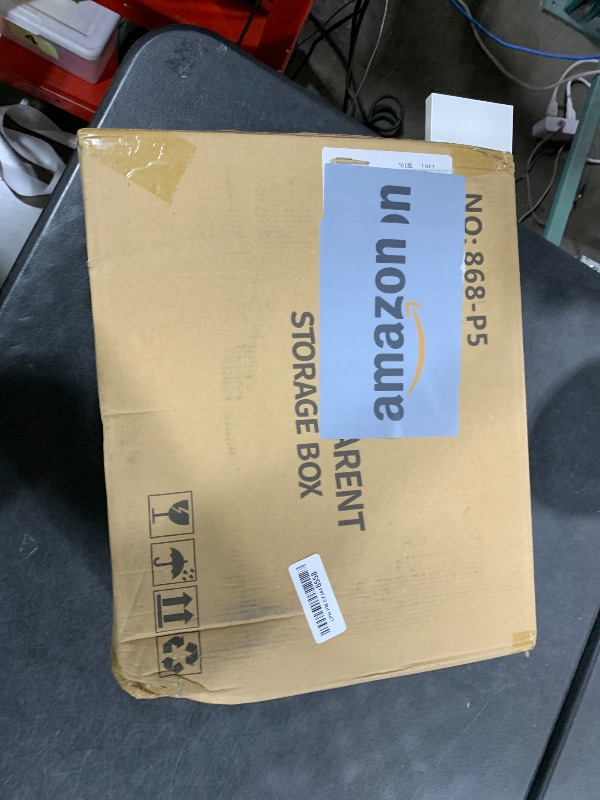 NO: 868-P5
amazon
ARENT
STORAGE BOX